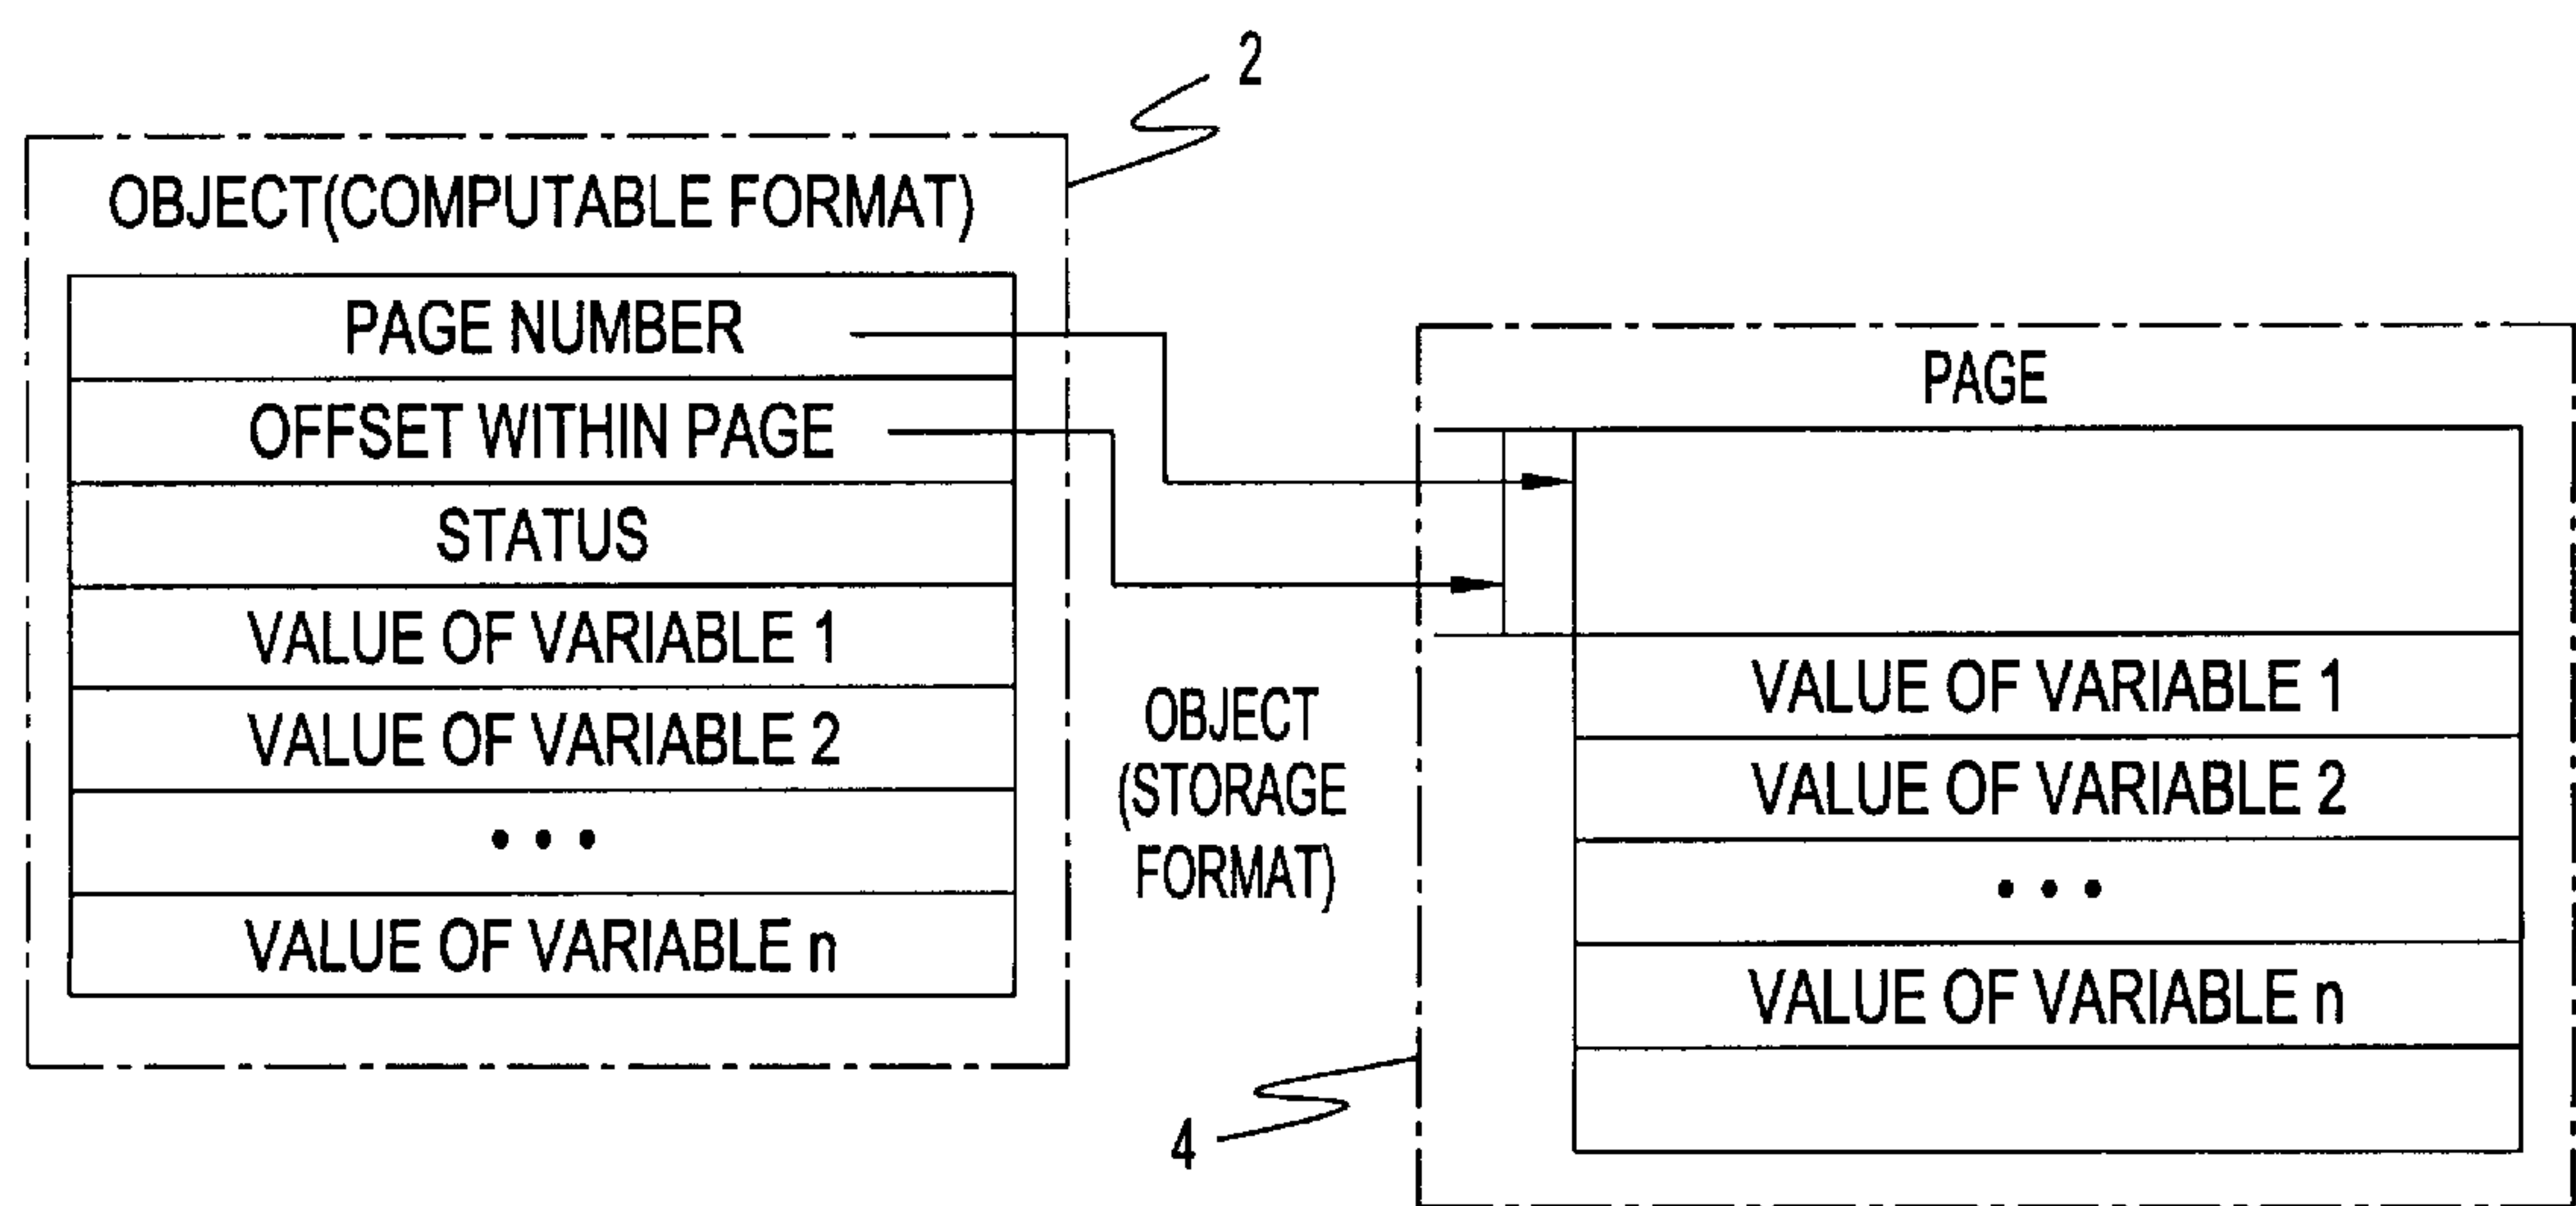 2
OBJECT(COMPUTABLE FORMAT)
PAGE NUMBER
OFFSET WITHIN PAGE
STATUS
VALUE OF VARIABLE 1
VALUE OF VARIABLE 2
• • •
VALUE OF VARIABLE n
OBJECT
(STORAGE
FORMAT)
PAGE
VALUE OF VARIABLE 1
VALUE OF VARIABLE 2
• • •
VALUE OF VARIABLE n
4